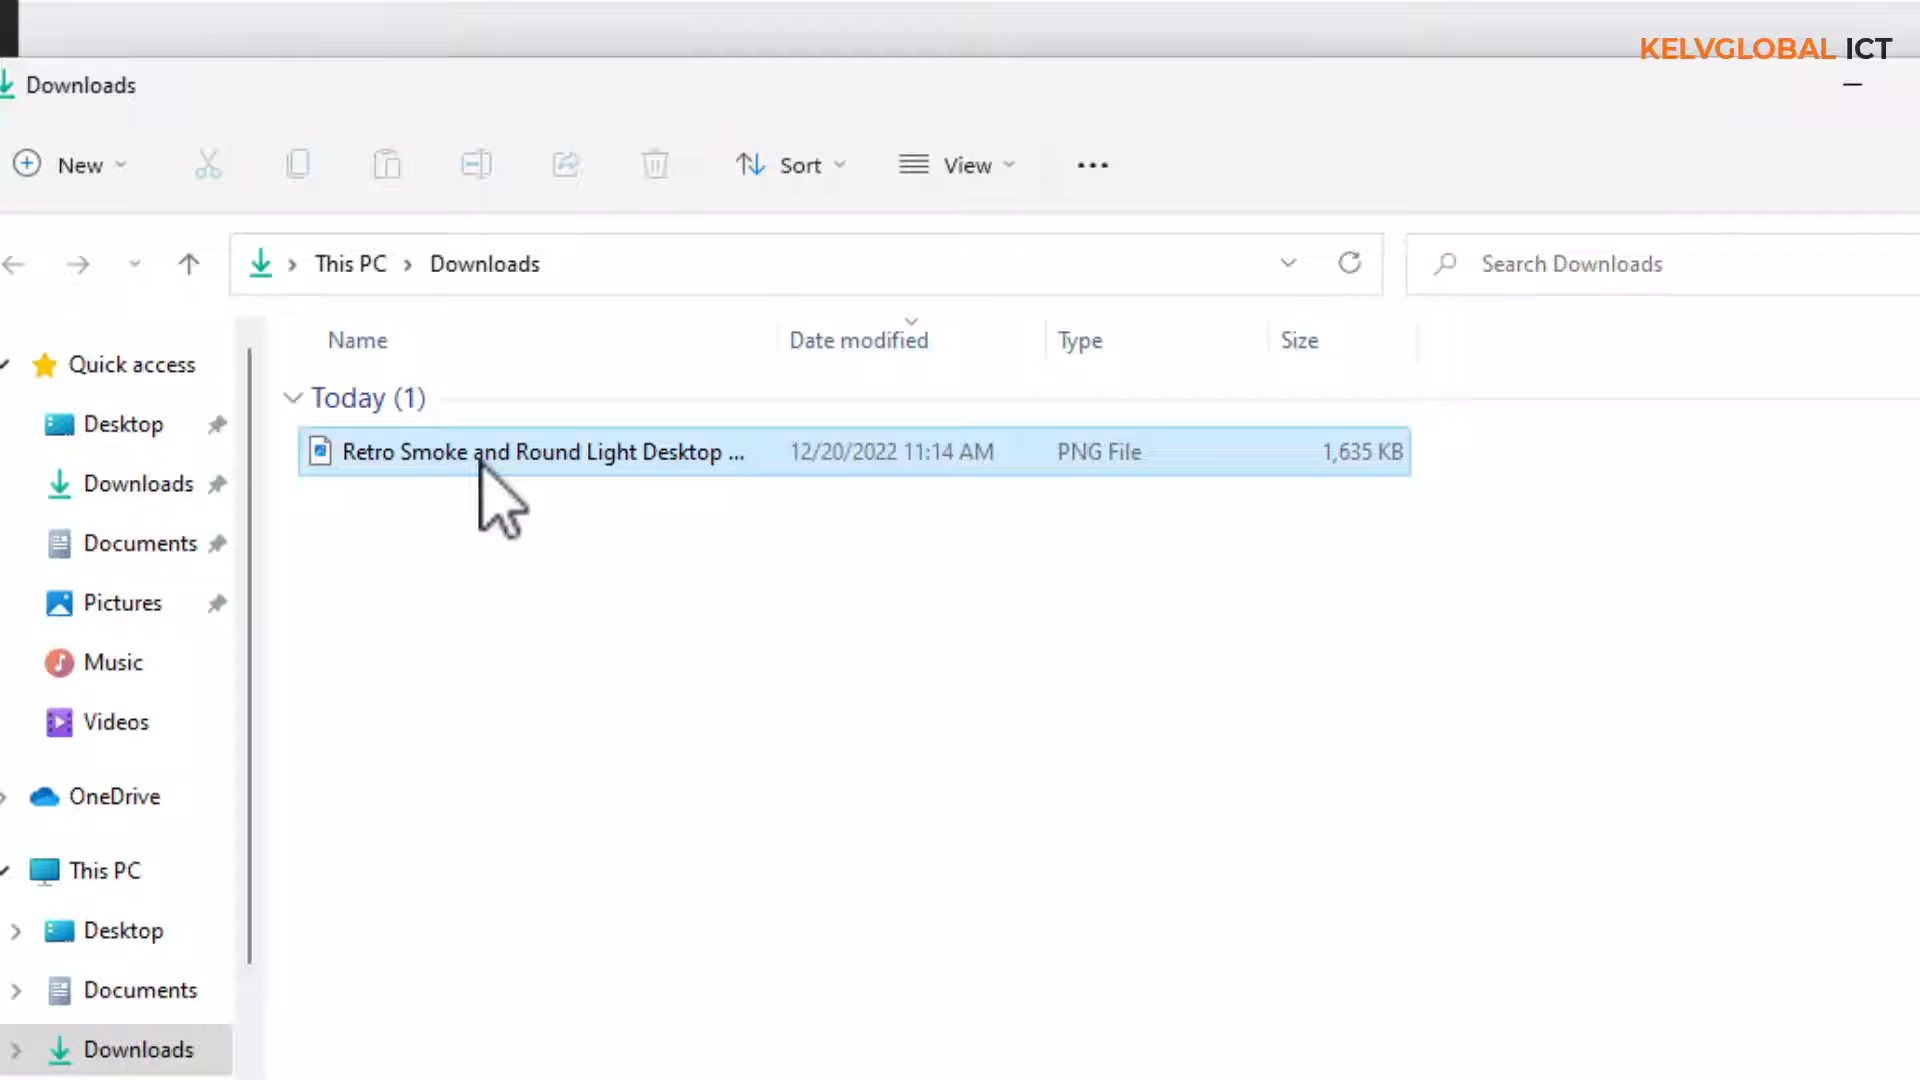 KELVGLOBAL ICT
Downloads
New
Sort
View
This PC
Downloads
Search Downloads
Name
Date modified
Type
Size
Quick access
Desktop
Downloads
Documents
Pictures
Music
Videos
OneDrive
This PC
Desktop
Documents
Downloads
Today (1)
Retro Smoke and Round Light Desktop ... 12/20/2022 11:14 AM PNG File 1,635 KB